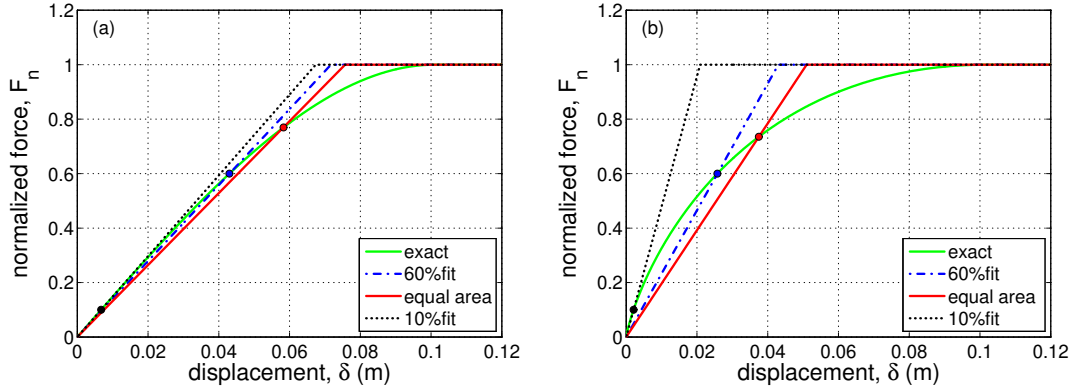 (a)
1.2
1
0.8
0.6
0.4
0.2
0
normalized force, F_n
0 0.02 0.04 0.06 0.08 0.1 0.12
displacement, δ (m)
exact
60%fit
equal area
10%fit
(b)
1.2
1
0.8
0.6
0.4
0.2
0
normalized force, F_n
0 0.02 0.04 0.06 0.08 0.1 0.12
displacement, δ (m)
exact
60%fit
equal area
10%fit